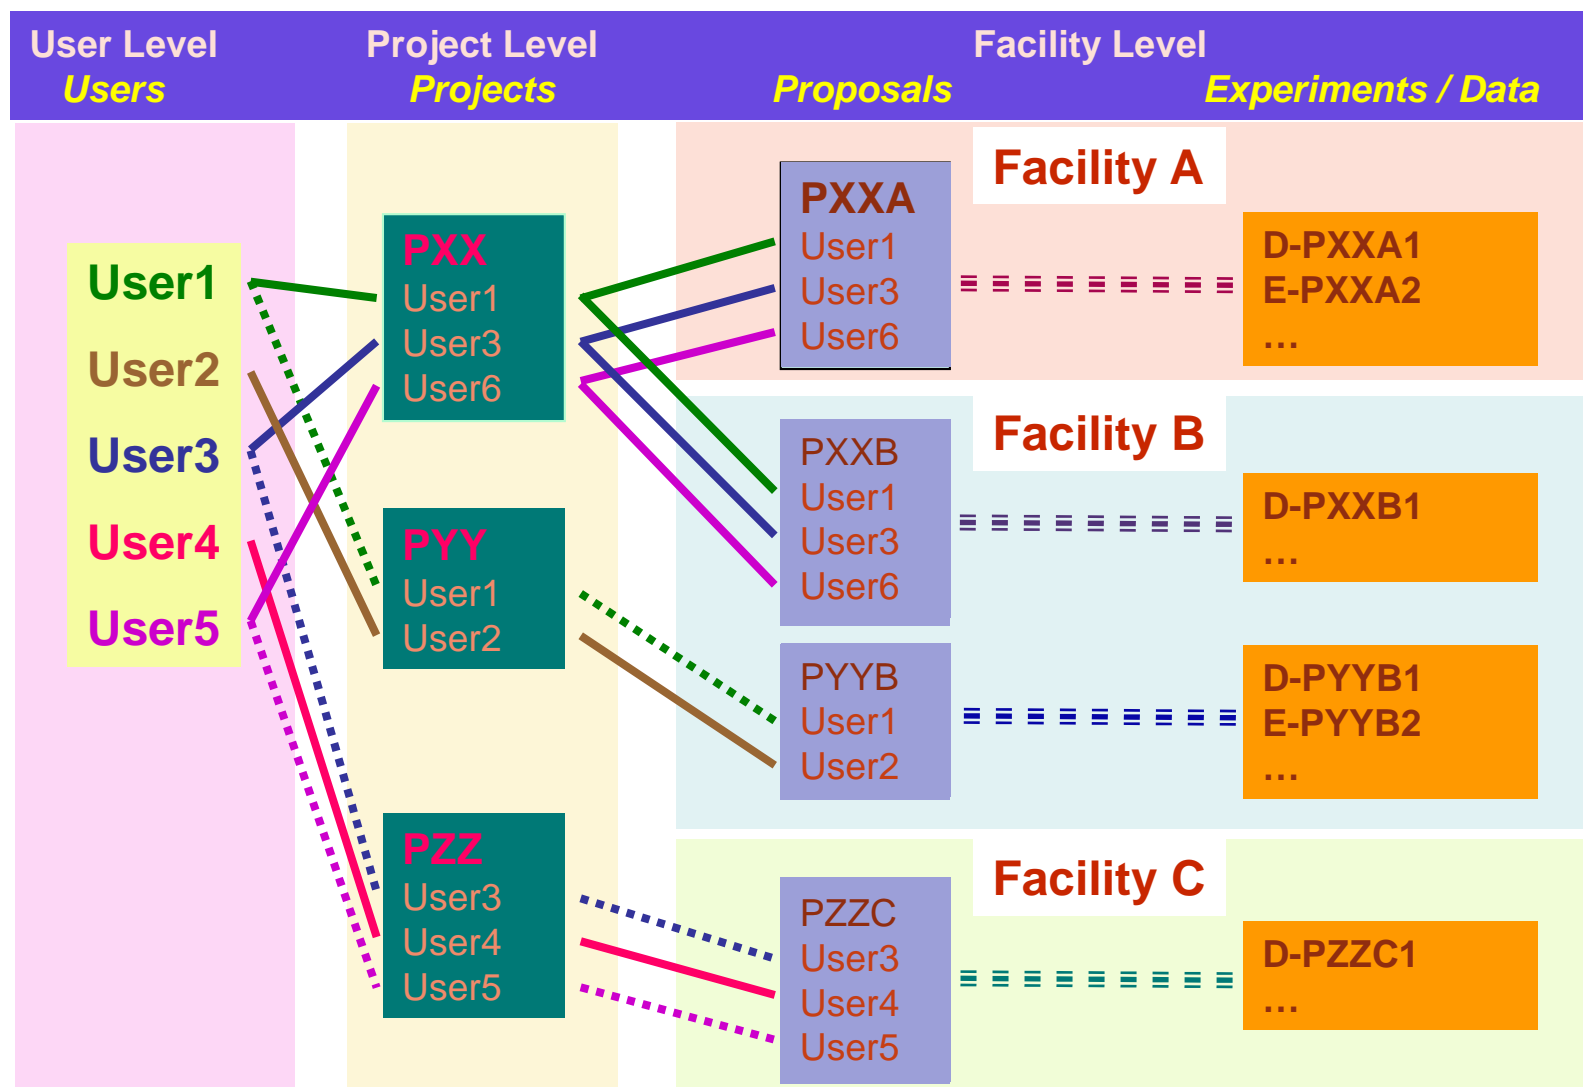 User Level
Project Level
Facility Level
Users
Projects
Proposals
Experiments / Data
User1
User2
User3
User4
User5
PXX
User1
User3
User6
PYY
User1
User2
PZZ
User3
User4
User5
Facility A
PXXA
User1
User3
User6
D-PXXA1
E-PXXA2
…
Facility B
PXXB
User1
User3
User6
D-PXXB1
…
PYYB
User1
User2
D-PYYB1
E-PYYB2
…
Facility C
PZZC
User3
User4
User5
D-PZZC1
…